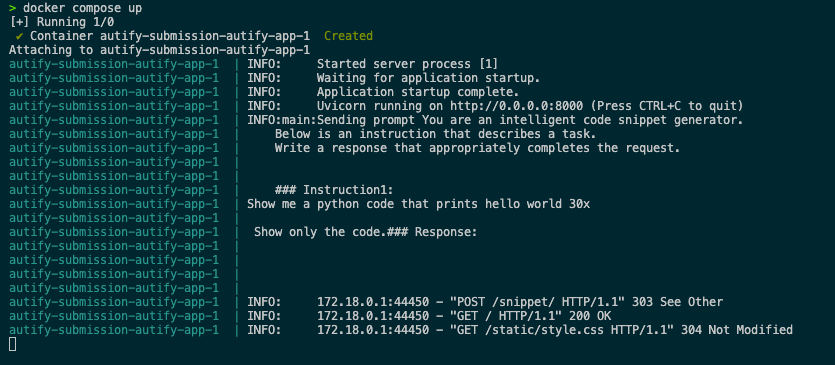 > docker compose up
[+] Running 1/0
✔ Container autify-submission-autify-app-1  Created
Attaching to autify-submission-autify-app-1
autify-submission-autify-app-1  | INFO:     Started server process [1]
autify-submission-autify-app-1  | INFO:     Waiting for application startup.
autify-submission-autify-app-1  | INFO:     Application startup complete.
autify-submission-autify-app-1  | INFO:     Uvicorn running on http://0.0.0.0:8000 (Press CTRL+C to quit)
autify-submission-autify-app-1  | INFO:main:Sending prompt You are an intelligent code snippet generator.
autify-submission-autify-app-1  |     Below is an instruction that describes a task.
autify-submission-autify-app-1  |     Write a response that appropriately completes the request.
autify-submission-autify-app-1  |
autify-submission-autify-app-1  |
autify-submission-autify-app-1  |     ### Instruction1:
autify-submission-autify-app-1  | Show me a python code that prints hello world 30x
autify-submission-autify-app-1  |
autify-submission-autify-app-1  |  Show only the code.### Response:
autify-submission-autify-app-1  |
autify-submission-autify-app-1  |
autify-submission-autify-app-1  |
autify-submission-autify-app-1  |
autify-submission-autify-app-1  | INFO:     172.18.0.1:44450 - "POST /snippet/ HTTP/1.1" 303 See Other
autify-submission-autify-app-1  | INFO:     172.18.0.1:44450 - "GET / HTTP/1.1" 200 OK
autify-submission-autify-app-1  | INFO:     172.18.0.1:44450 - "GET /static/style.css HTTP/1.1" 304 Not Modified